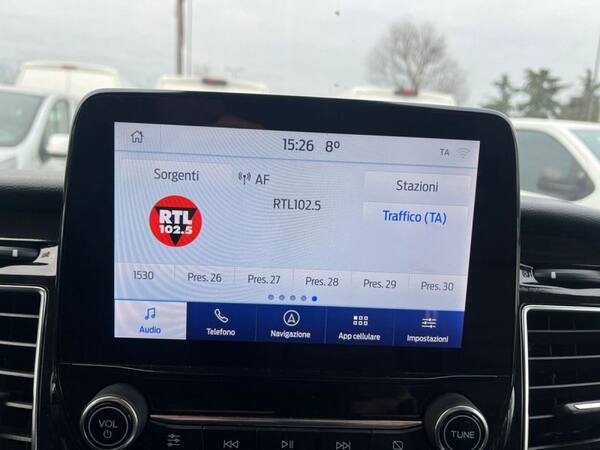 15:26 8°
TA
Sorgenti
AF
Stazioni
RTL102.5
RTL
102.5
Traffico (TA)
1530 Pres. 26 Pres. 27 Pres. 28 Pres. 29 Pres. 30
Audio Telefono Navigazione App cellulare Impostazioni
VOL
TUNE